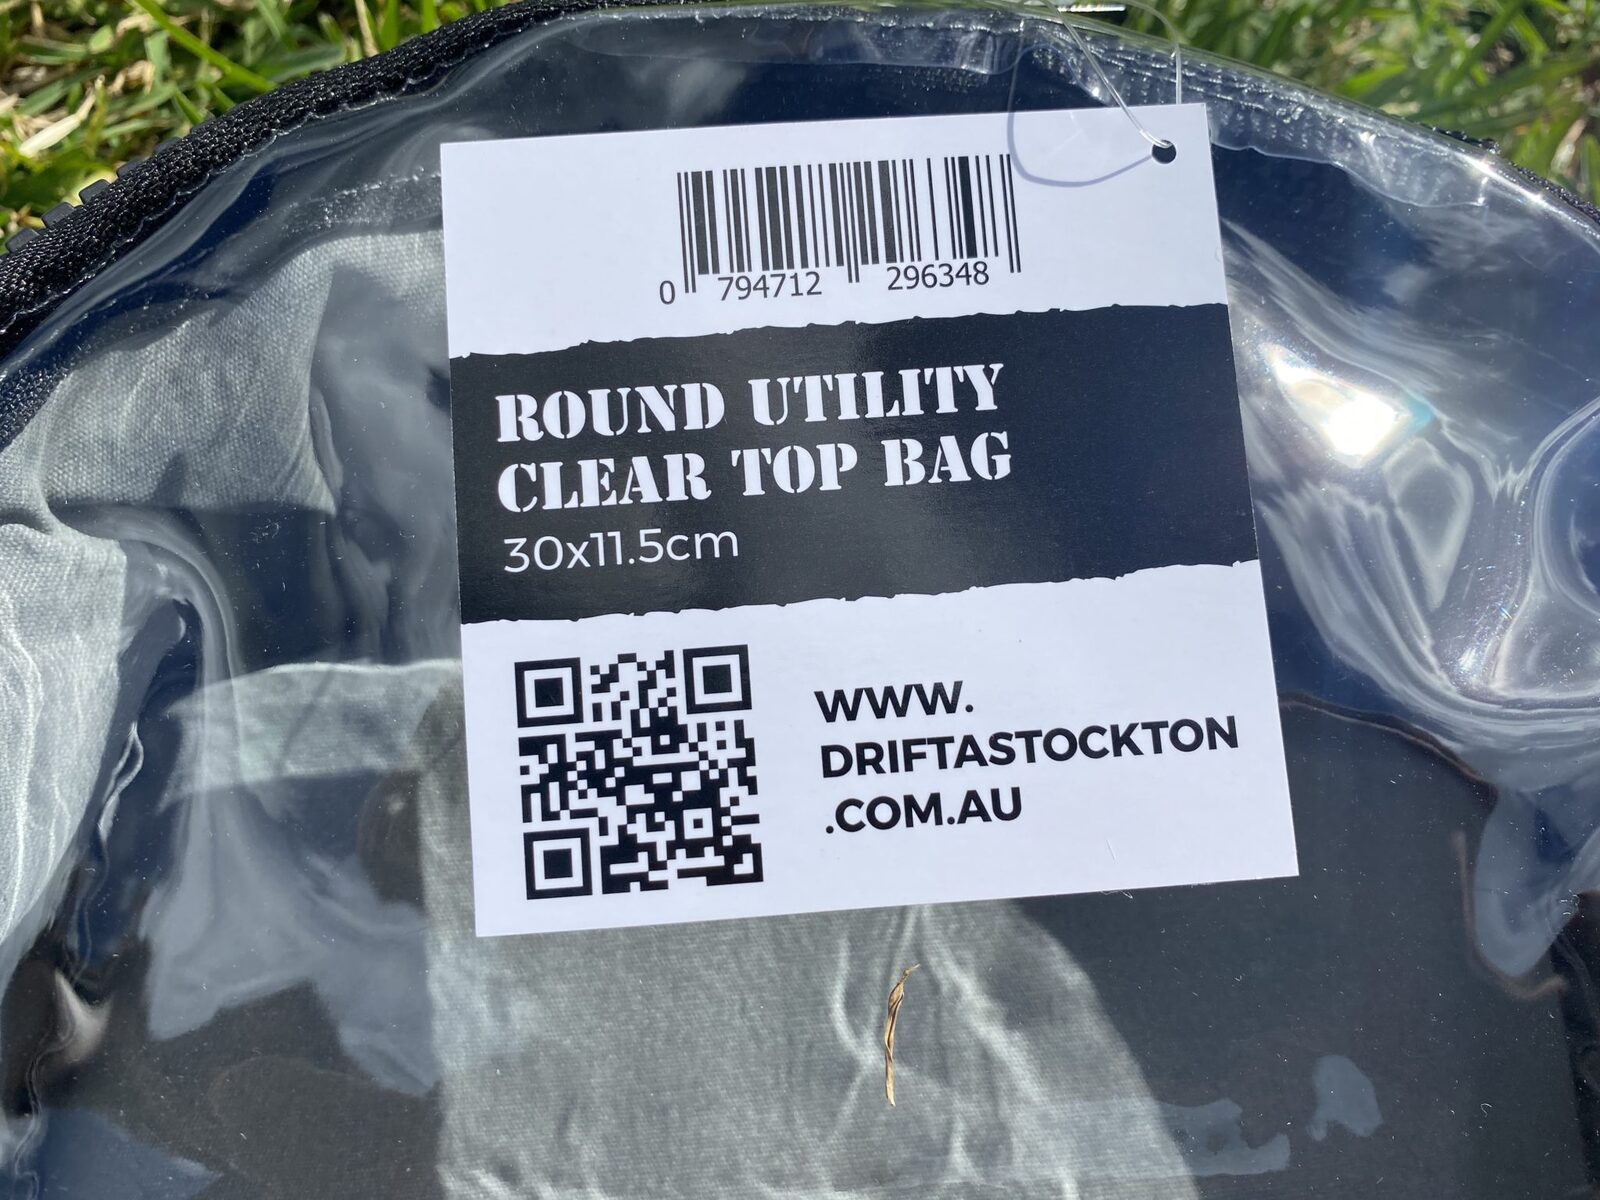 0 794712 296348
ROUND UTILITY
CLEAR TOP BAG
30x11.5cm
WWW.
DRIFTASTOCKTON
.COM.AU